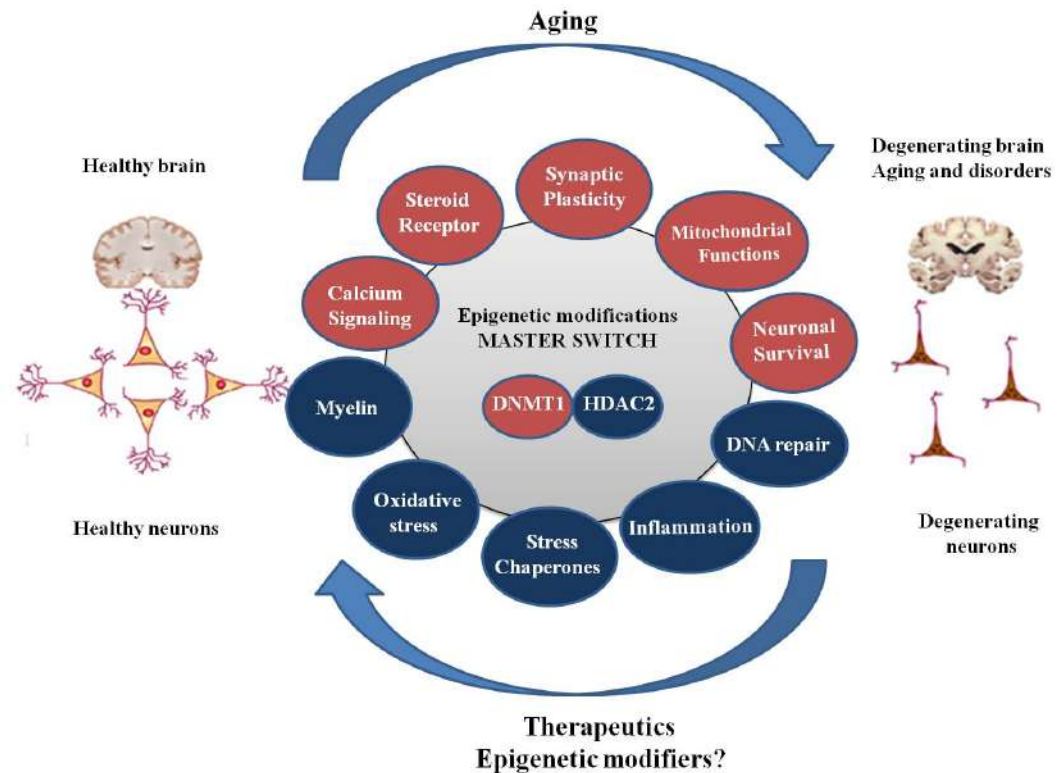 Aging
Healthy brain
Degenerating brain
Aging and disorders
Synaptic
Plasticity
Steroid
Receptor
Mitochondrial
Functions
Calcium
Signaling
Epigenetic modifications
MASTER SWITCH
Neuronal
Survival
Myelin
DNMT1
HDAC2
DNA repair
Oxidative
stress
Stress
Chaperones
Inflammation
Healthy neurons
Degenerating
neurons
Therapeutics
Epigenetic modifiers?